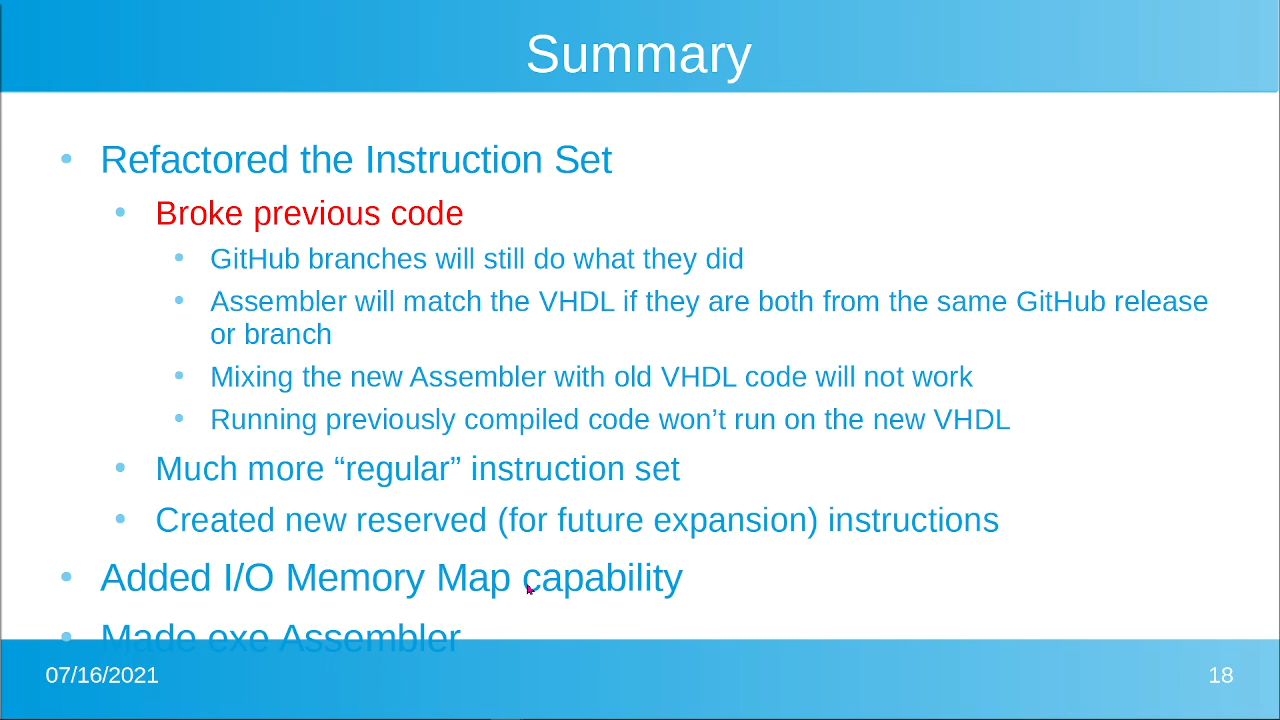 Summary
• Refactored the Instruction Set
• Broke previous code
• GitHub branches will still do what they did
• Assembler will match the VHDL if they are both from the same GitHub release
or branch
• Mixing the new Assembler with old VHDL code will not work
• Running previously compiled code won’t run on the new VHDL
• Much more “regular” instruction set
• Created new reserved (for future expansion) instructions
• Added I/O Memory Map capability
• Made exe Assembler
07/16/2021
18